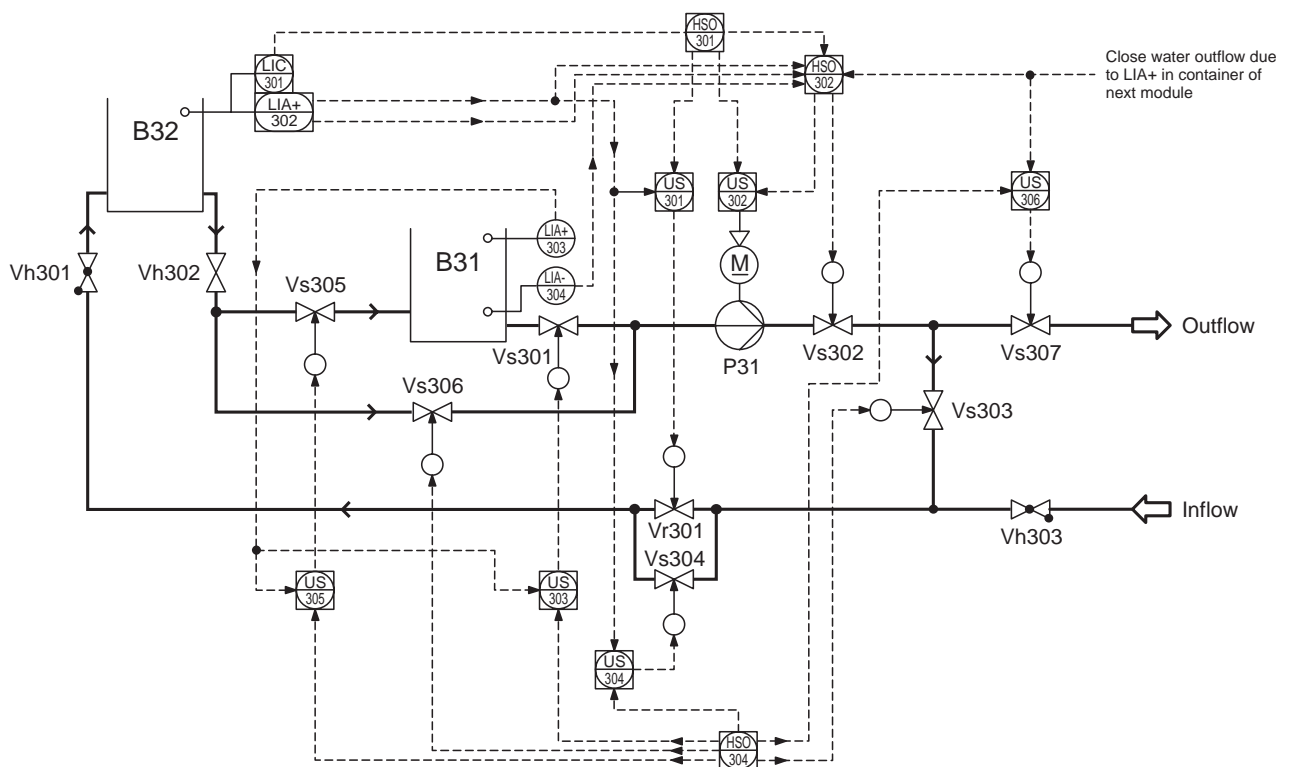 HSO
301
LIC
301
HSO
302
Close water outflow due
to LIA+ in container of
next module
LIA+
302
B32
US
301
US
302
US
306
LIA+
303
B31
M
LIA-
304
Vh301
Vh302
Vs305
Outflow
Vs301
P31
Vs302
Vs307
Vs306
Vs303
Inflow
Vr301
Vh303
Vs304
US
305
US
303
US
304
HSO
304